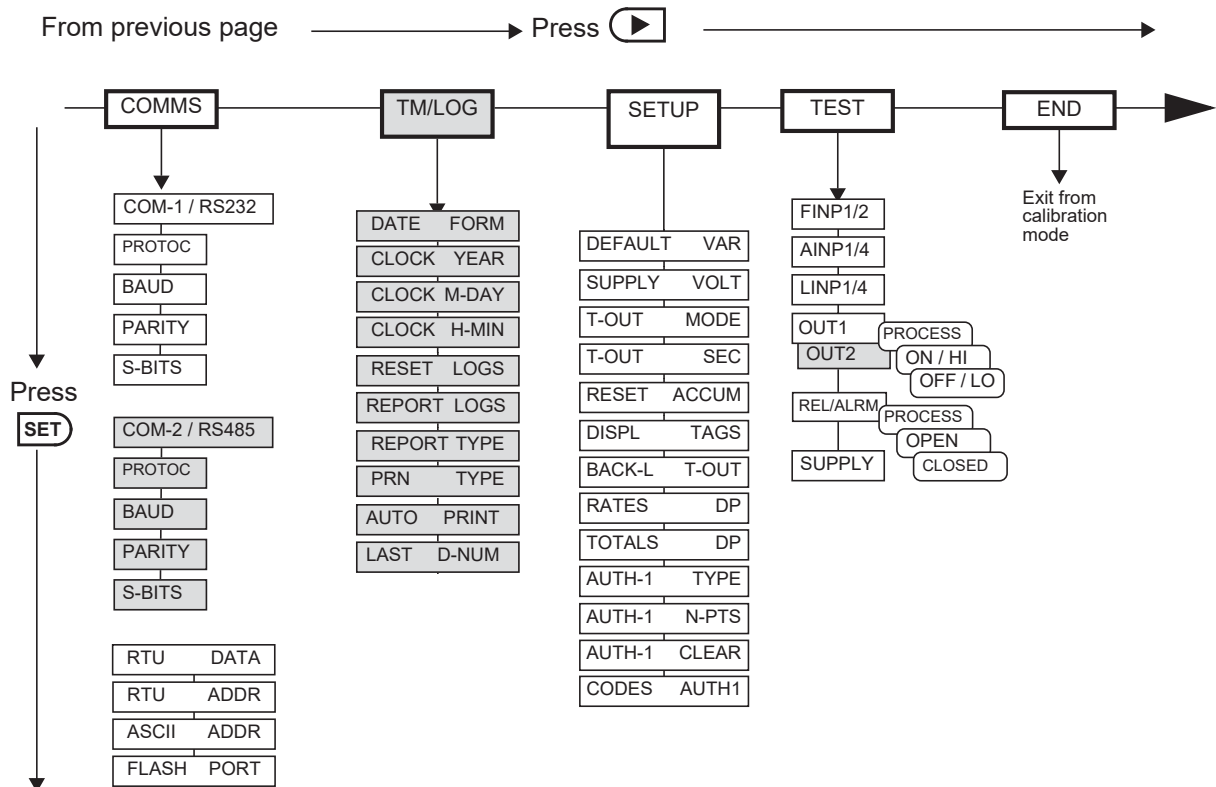 From previous page
Press
COMMS
TM/LOG
SETUP
TEST
END
Press
SET
COM-1 / RS232
PROTOC
BAUD
PARITY
S-BITS
COM-2 / RS485
PROTOC
BAUD
PARITY
S-BITS
RTU DATA
RTU ADDR
ASCII ADDR
FLASH PORT
DATE FORM
CLOCK YEAR
CLOCK M-DAY
CLOCK H-MIN
RESET LOGS
REPORT LOGS
REPORT TYPE
PRN TYPE
AUTO PRINT
LAST D-NUM
DEFAULT VAR
SUPPLY VOLT
T-OUT MODE
T-OUT SEC
RESET ACCUM
DISPL TAGS
BACK-L T-OUT
RATES DP
TOTALS DP
AUTH-1 TYPE
AUTH-1 N-PTS
AUTH-1 CLEAR
CODES AUTH1
FINP1/2
AINP1/4
LINP1/4
OUT1
OUT2
PROCESS
ON / HI
OFF / LO
REL/ALRM
PROCESS
OPEN
CLOSED
SUPPLY
Exit from
calibration
mode